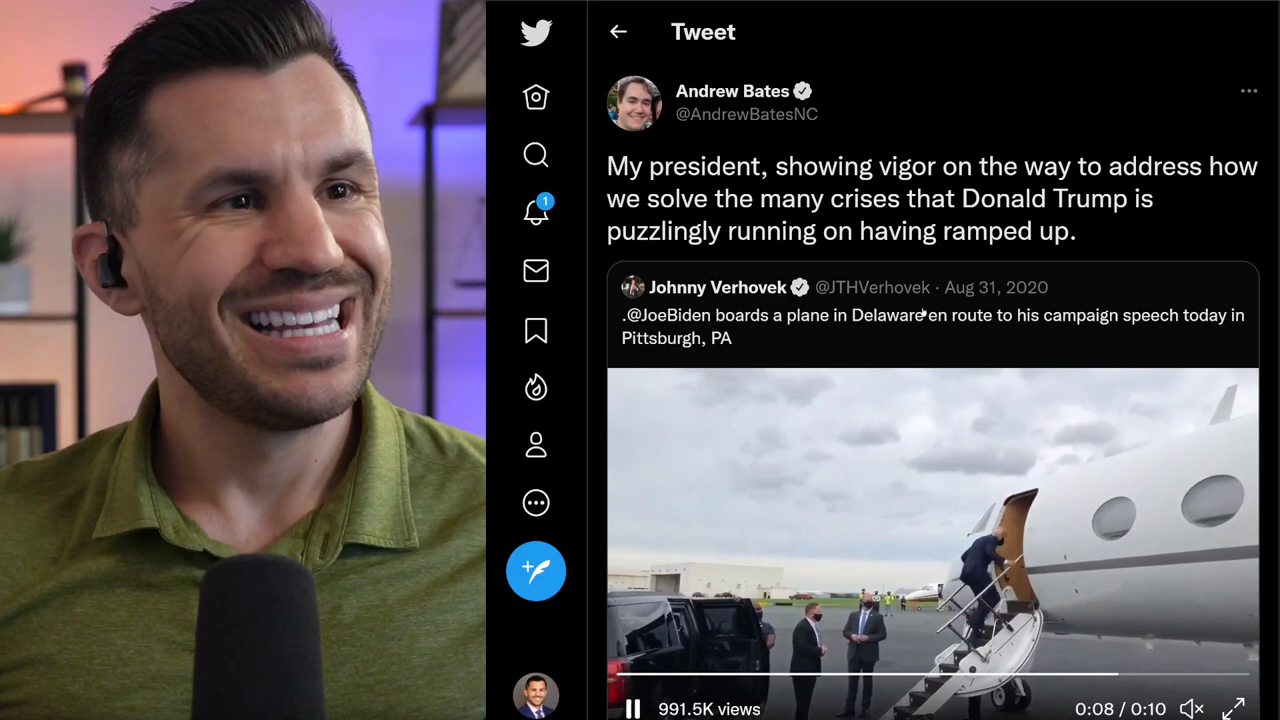 Tweet
Andrew Bates
@AndrewBatesNC
My president, showing vigor on the way to address how
we solve the many crises that Donald Trump is
puzzlingly running on having ramped up.
Johnny Verhovek @JTHVerhovek · Aug 31, 2020
.@JoeBiden boards a plane in Delaware en route to his campaign speech today in
Pittsburgh, PA
1
991.5K views
0:08 / 0:10